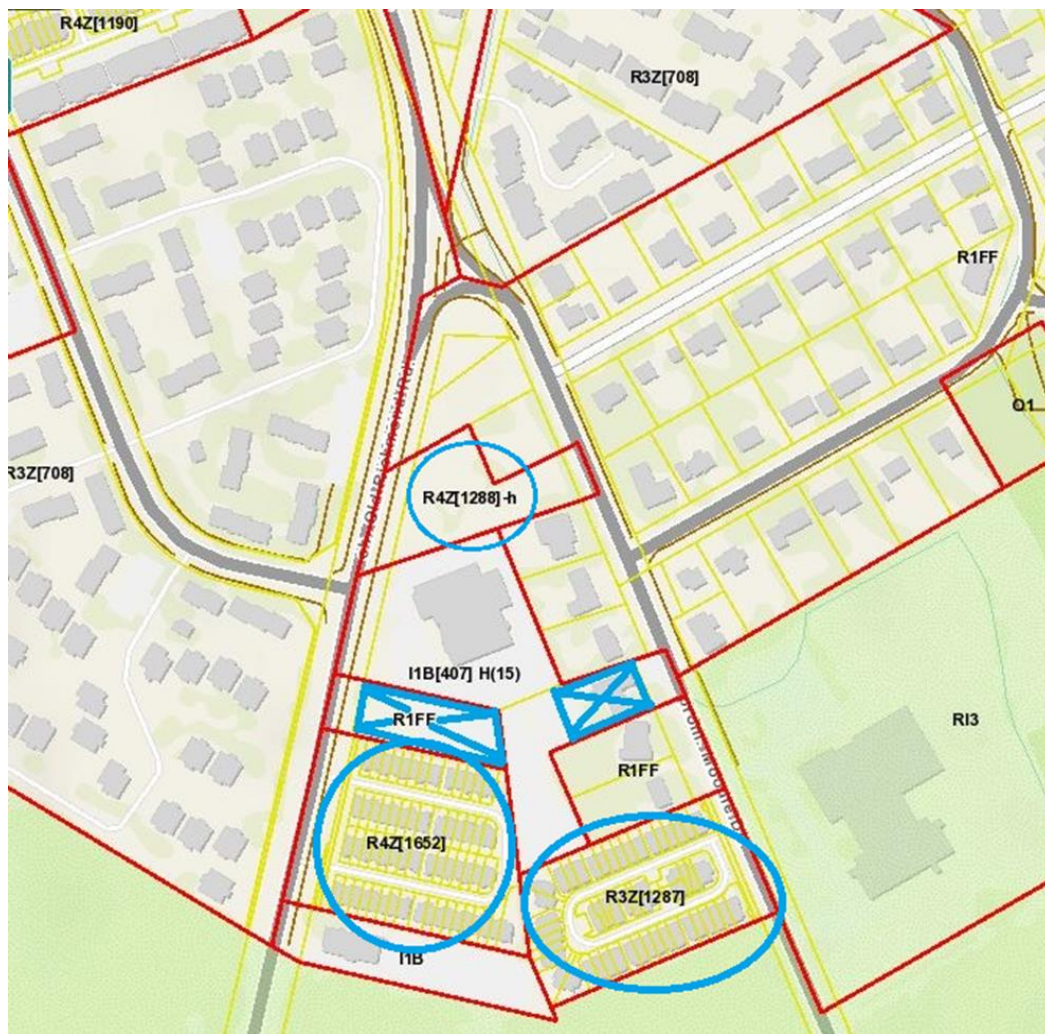 R4Z[1190]
R3Z[708]
R1FF
O1
R3Z[708]
R4Z[1288]-h
I1B[407] H(15)
R1FF
RI3
R1FF
R4Z[1652]
R3Z[1287]
I1B